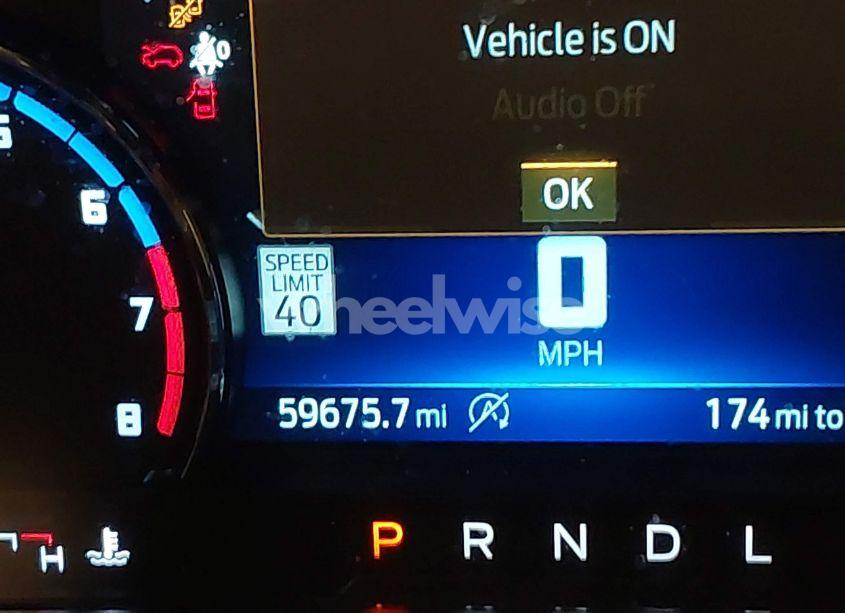 Vehicle is ON
Audio Off
OK
5
6
7
8
SPEED
LIMIT
40
0
MPH
wheelwise
59675.7 mi
A
174 mi to
H
P R N D L